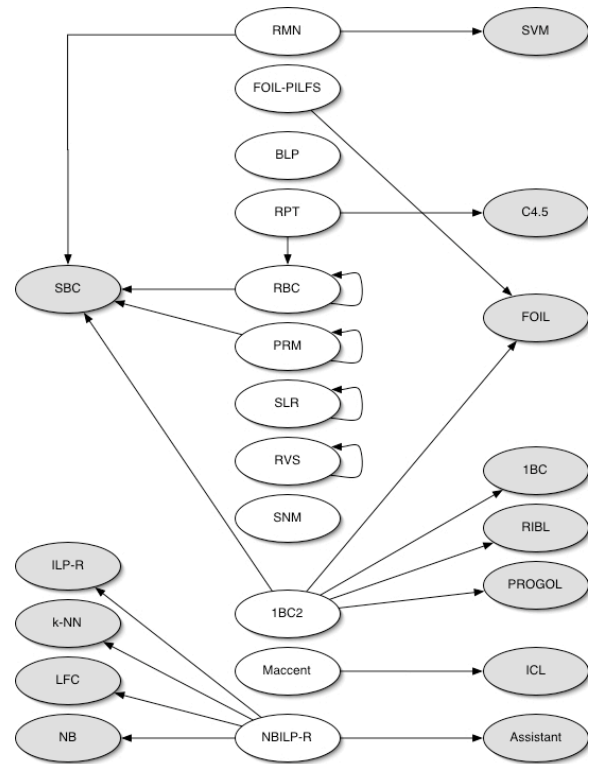 RMN
SVM
FOIL-PILFS
BLP
RPT
C4.5
SBC
RBC
FOIL
PRM
SLR
RVS
1BC
SNM
RIBL
ILP-R
PROGOL
k-NN
1BC2
LFC
Maccent
ICL
NB
NBILP-R
Assistant